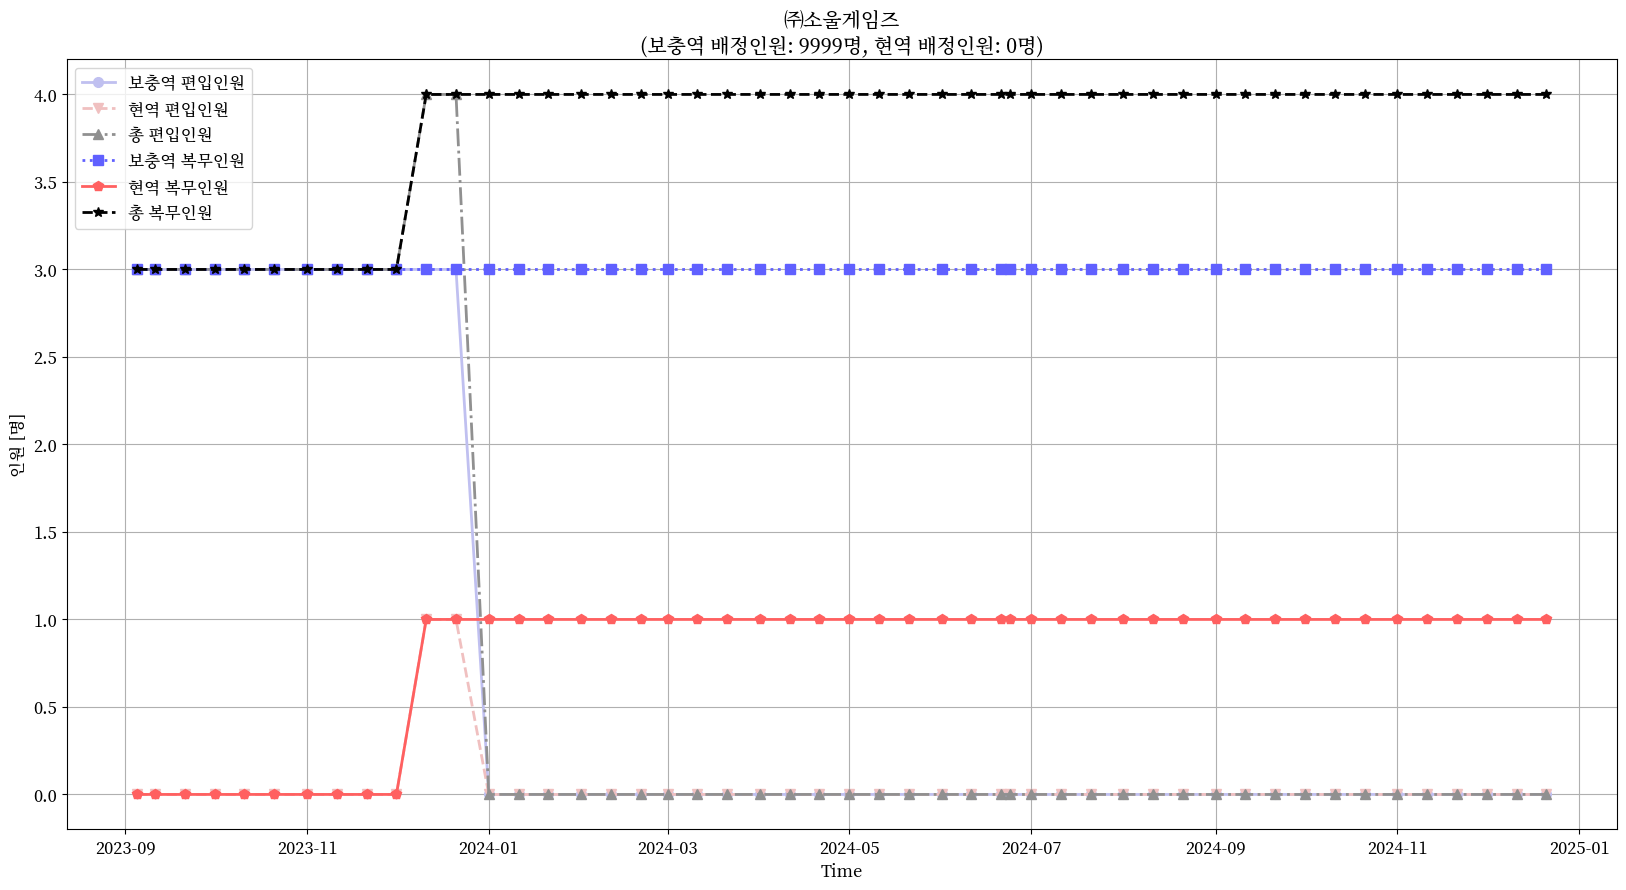 ㈜소울게임즈
(보충역 배정인원: 9999명, 현역 배정인원: 0명)
보충역 편입인원
현역 편입인원
총 편입인원
보충역 복무인원
현역 복무인원
총 복무인원
인원 [명]
4.0
3.5
3.0
2.5
2.0
1.5
1.0
0.5
0.0
2023-09 2023-11 2024-01 2024-03 2024-05 2024-07 2024-09 2024-11 2025-01
Time